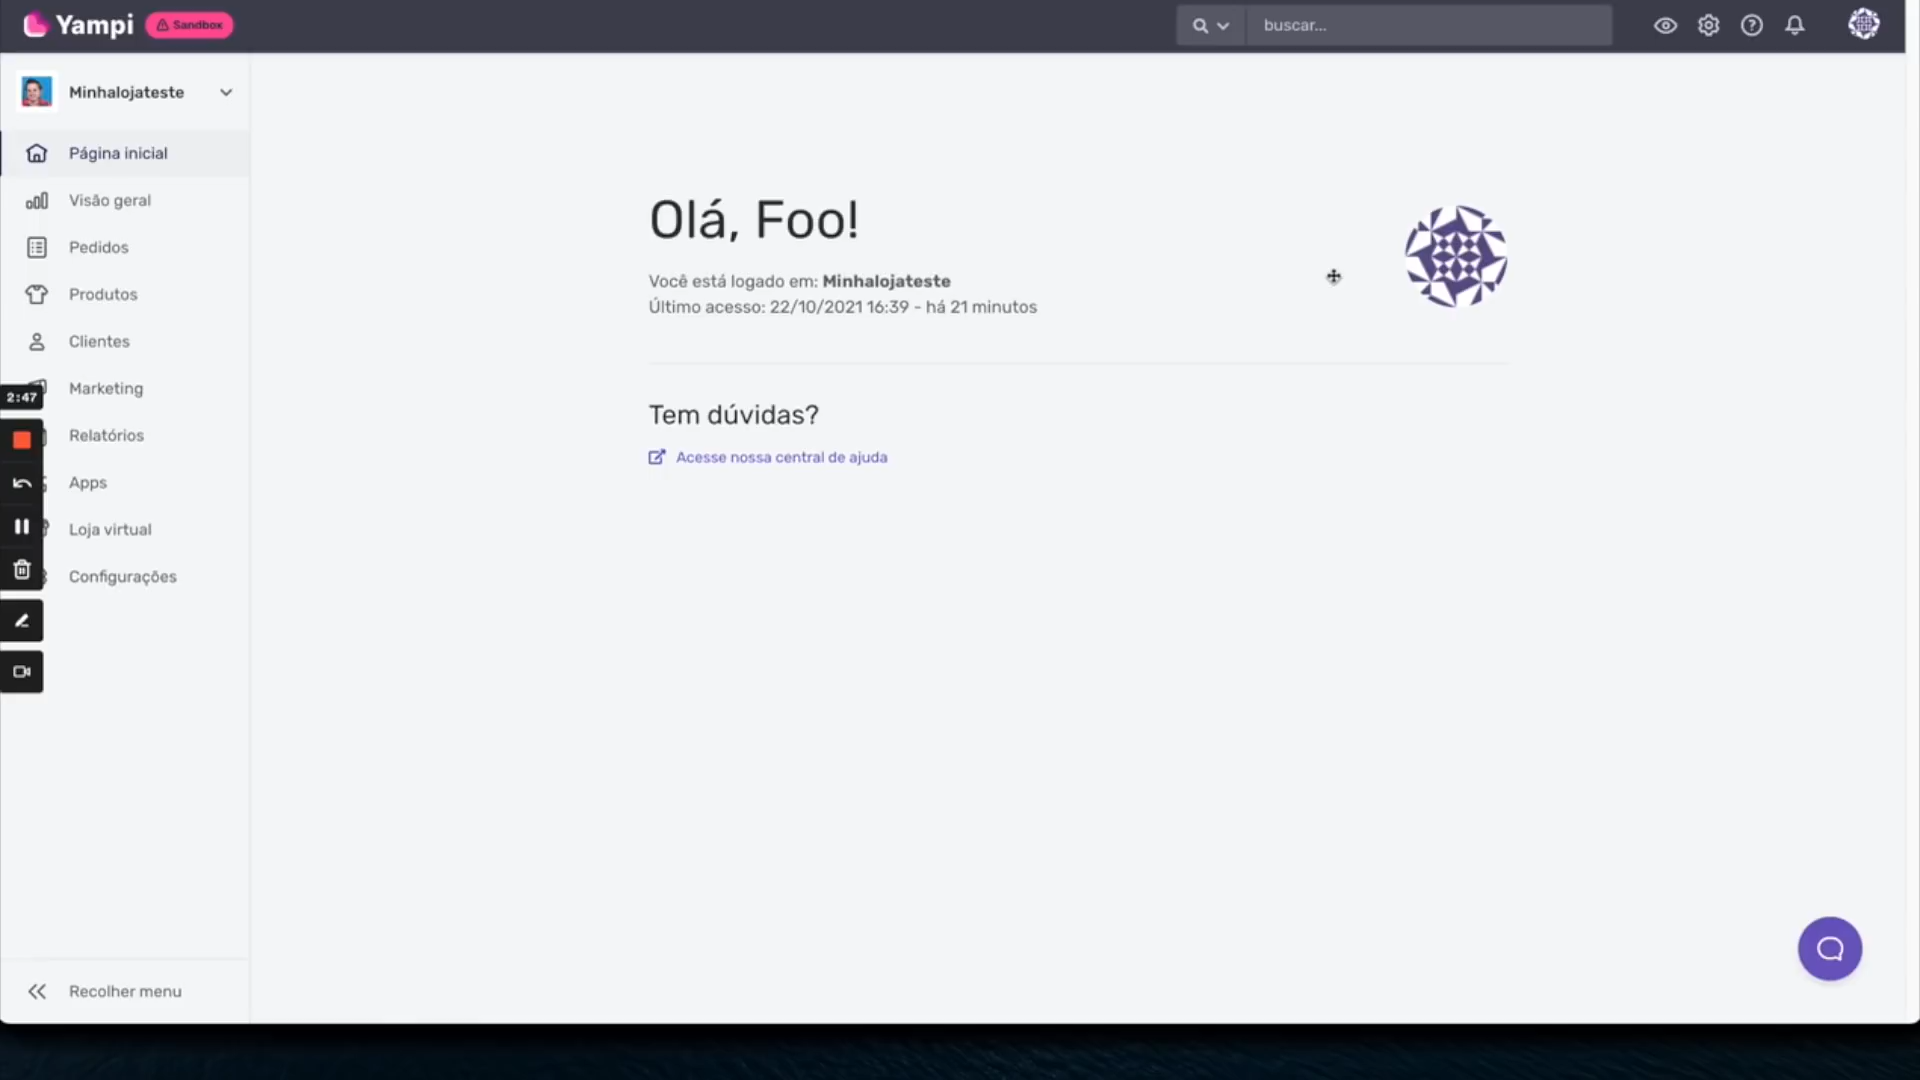 Yampi
Sandbox
buscar...
Minhalojateste
Página inicial
Visão geral
Pedidos
Produtos
Clientes
Marketing
2:47
Relatórios
Apps
Loja virtual
Configurações
Recolher menu
Olá, Foo!
Você está logado em: Minhalojateste
Último acesso: 22/10/2021 16:39 - há 21 minutos
Tem dúvidas?
Acesse nossa central de ajuda